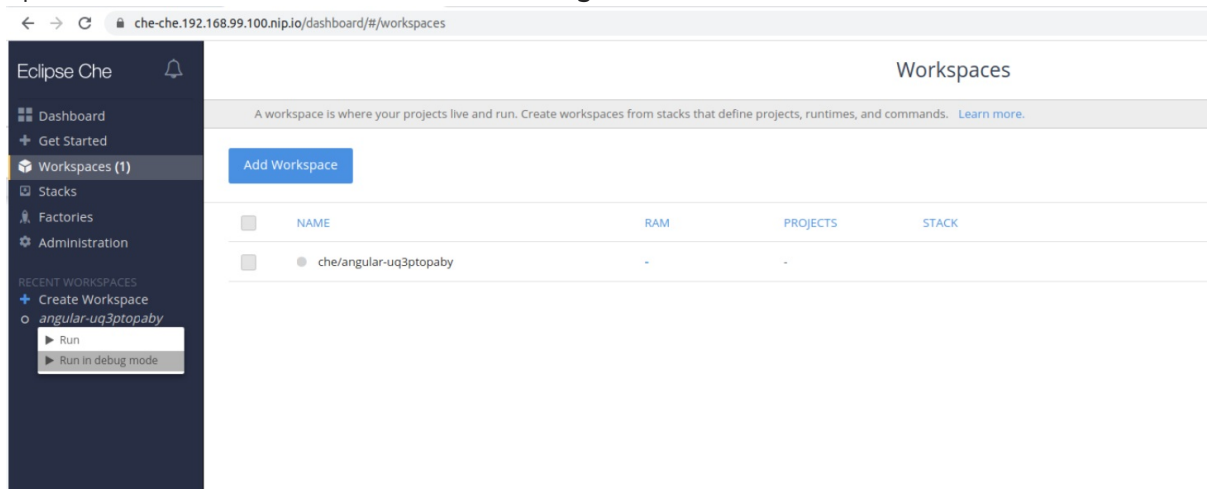 che-che.192.168.99.100.nip.io/dashboard/#/workspaces
Eclipse Che
Workspaces
Dashboard
A workspace is where your projects live and run. Create workspaces from stacks that define projects, runtimes, and commands. Learn more.
Get Started
Workspaces (1)
Add Workspace
Stacks
Factories
Administration
NAME RAM PROJECTS STACK
che/angular-uq3ptopaby - -
RECENT WORKSPACES
Create Workspace
angular-uq3ptopaby
Run
Run in debug mode